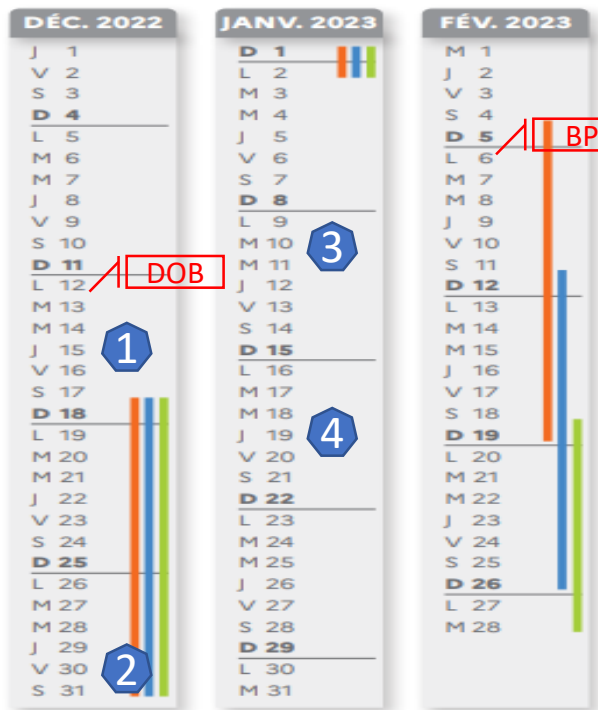 DÉC. 2022
J 1
V 2
S 3
D 4
L 5
M 6
M 7
J 8
V 9
S 10
D 11
L 12
DOB
M 13
M 14
J 15
1
V 16
S 17
D 18
L 19
M 20
M 21
J 22
V 23
S 24
D 25
L 26
M 27
M 28
J 29
V 30
2
S 31
JANV. 2023
D 1
L 2
M 3
M 4
J 5
V 6
S 7
D 8
L 9
M 10
3
M 11
J 12
V 13
S 14
D 15
L 16
M 17
M 18
J 19
4
V 20
S 21
D 22
L 23
M 24
M 25
J 26
V 27
S 28
D 29
L 30
M 31
FÉV. 2023
M 1
J 2
V 3
S 4
D 5
BP
L 6
M 7
M 8
J 9
V 10
S 11
D 12
L 13
M 14
M 15
J 16
V 17
S 18
D 19
L 20
M 21
M 22
J 23
V 24
S 25
D 26
L 27
M 28